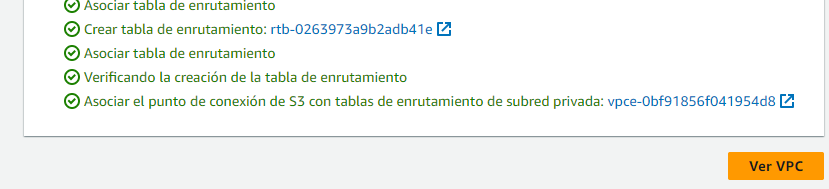 Asociar tabla de enrutamiento
Crear tabla de enrutamiento: rtb-0263973a9b2adb41e
Asociar tabla de enrutamiento
Verificando la creación de la tabla de enrutamiento
Asociar el punto de conexión de S3 con tablas de enrutamiento de subred privada: vpce-0bf91856f041954d8
Ver VPC